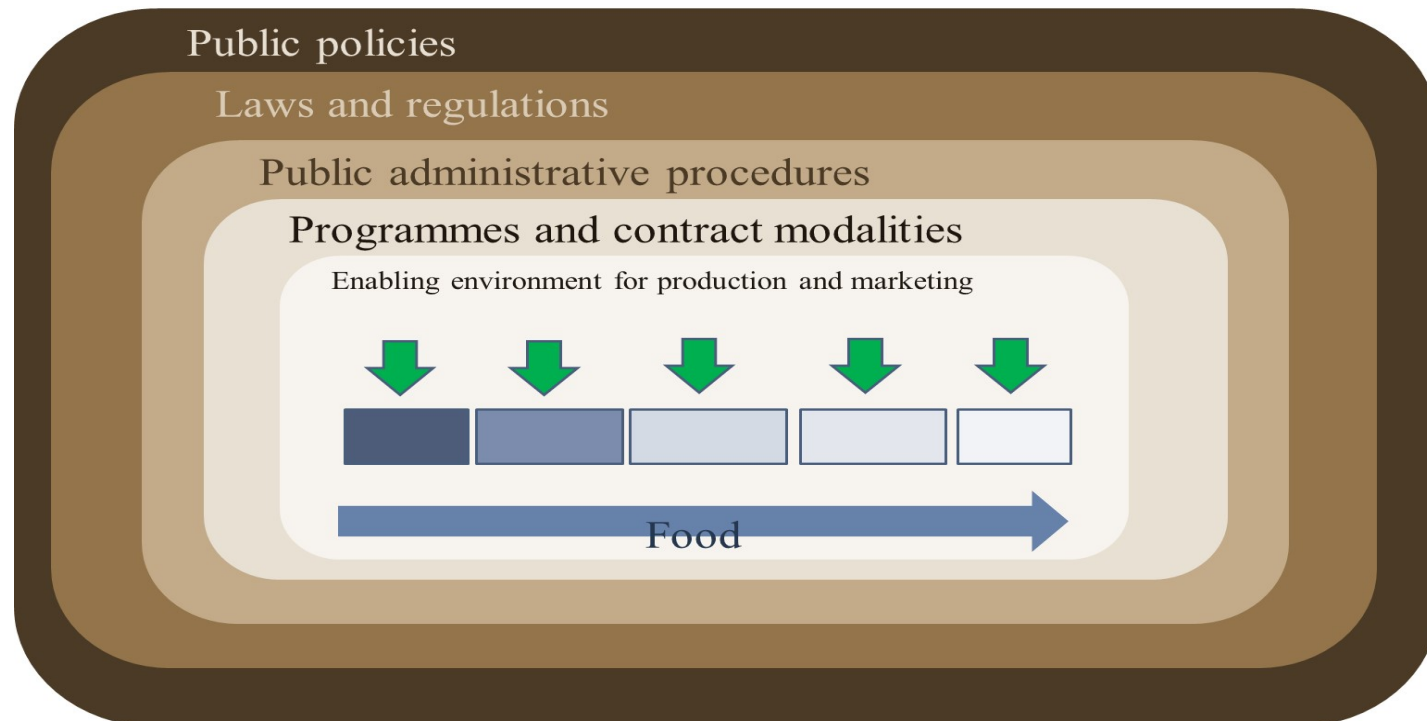 Public policies
Laws and regulations
Public administrative procedures
Programmes and contract modalities
Enabling environment for production and marketing
Food